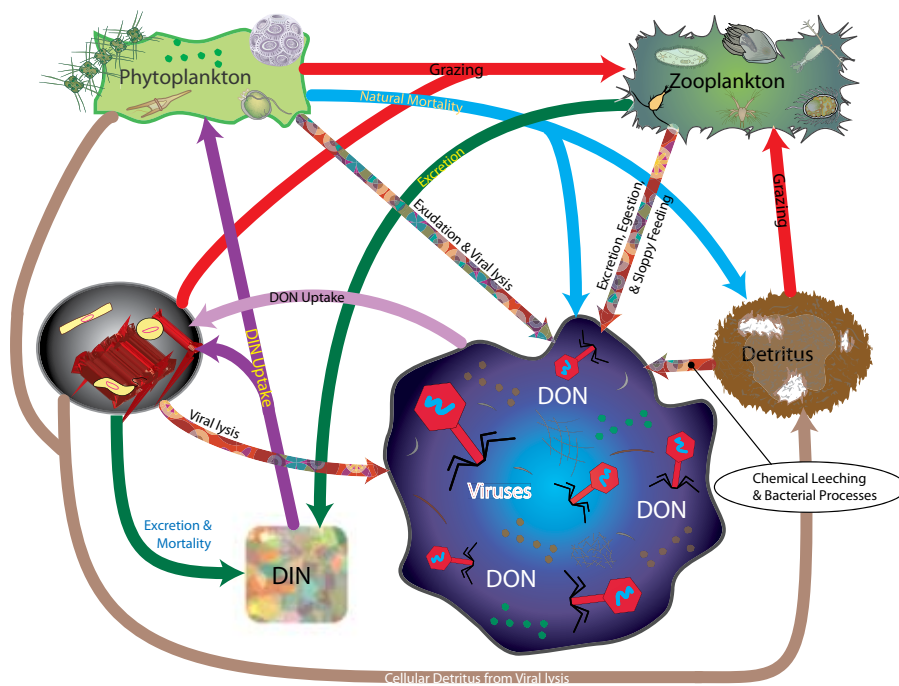 Phytoplankton
Grazing
Zooplankton
Natural Mortality
Excretion
Exudation & Viral lysis
Excretion, Egestion,
& Sloppy Feeding
Grazing
DON Uptake
DIN Uptake
Detritus
DON
Viral lysis
Viruses
DON
Chemical Leeching
& Bacterial Processes
Excretion &
Mortality
DIN
DON
Cellular Detritus from Viral lysis